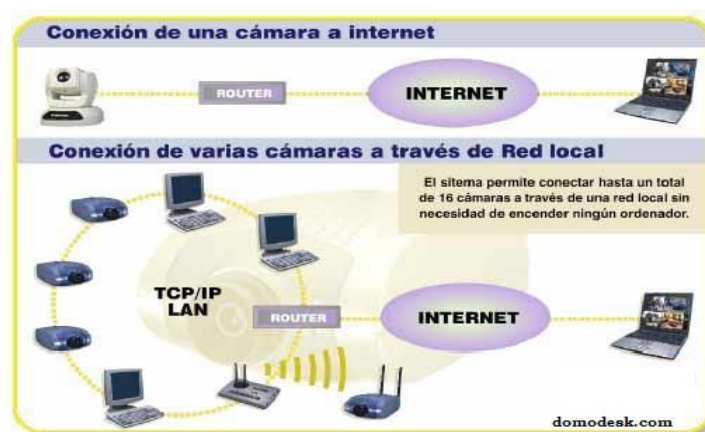 Conexión de una cámara a internet
ROUTER
INTERNET
Conexión de varias cámaras a través de Red local
El sitema permite conectar hasta un total
de 16 cámaras a través de una red local sin
necesidad de encender ningún ordenador.
TCP/IP
LAN
ROUTER
INTERNET
domodesk.com